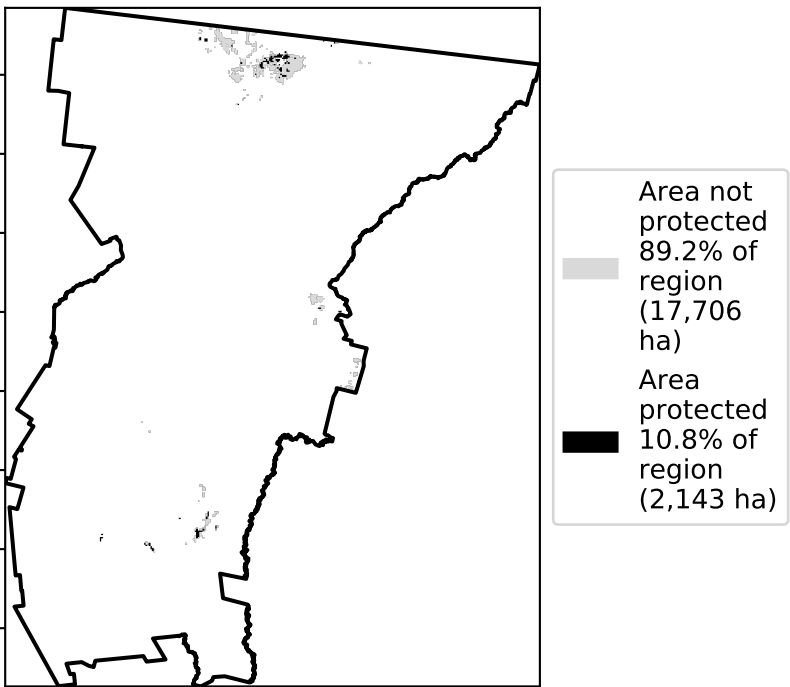 Area not
protected
89.2% of
region
(17,706
ha)
Area
protected
10.8% of
region
(2,143 ha)